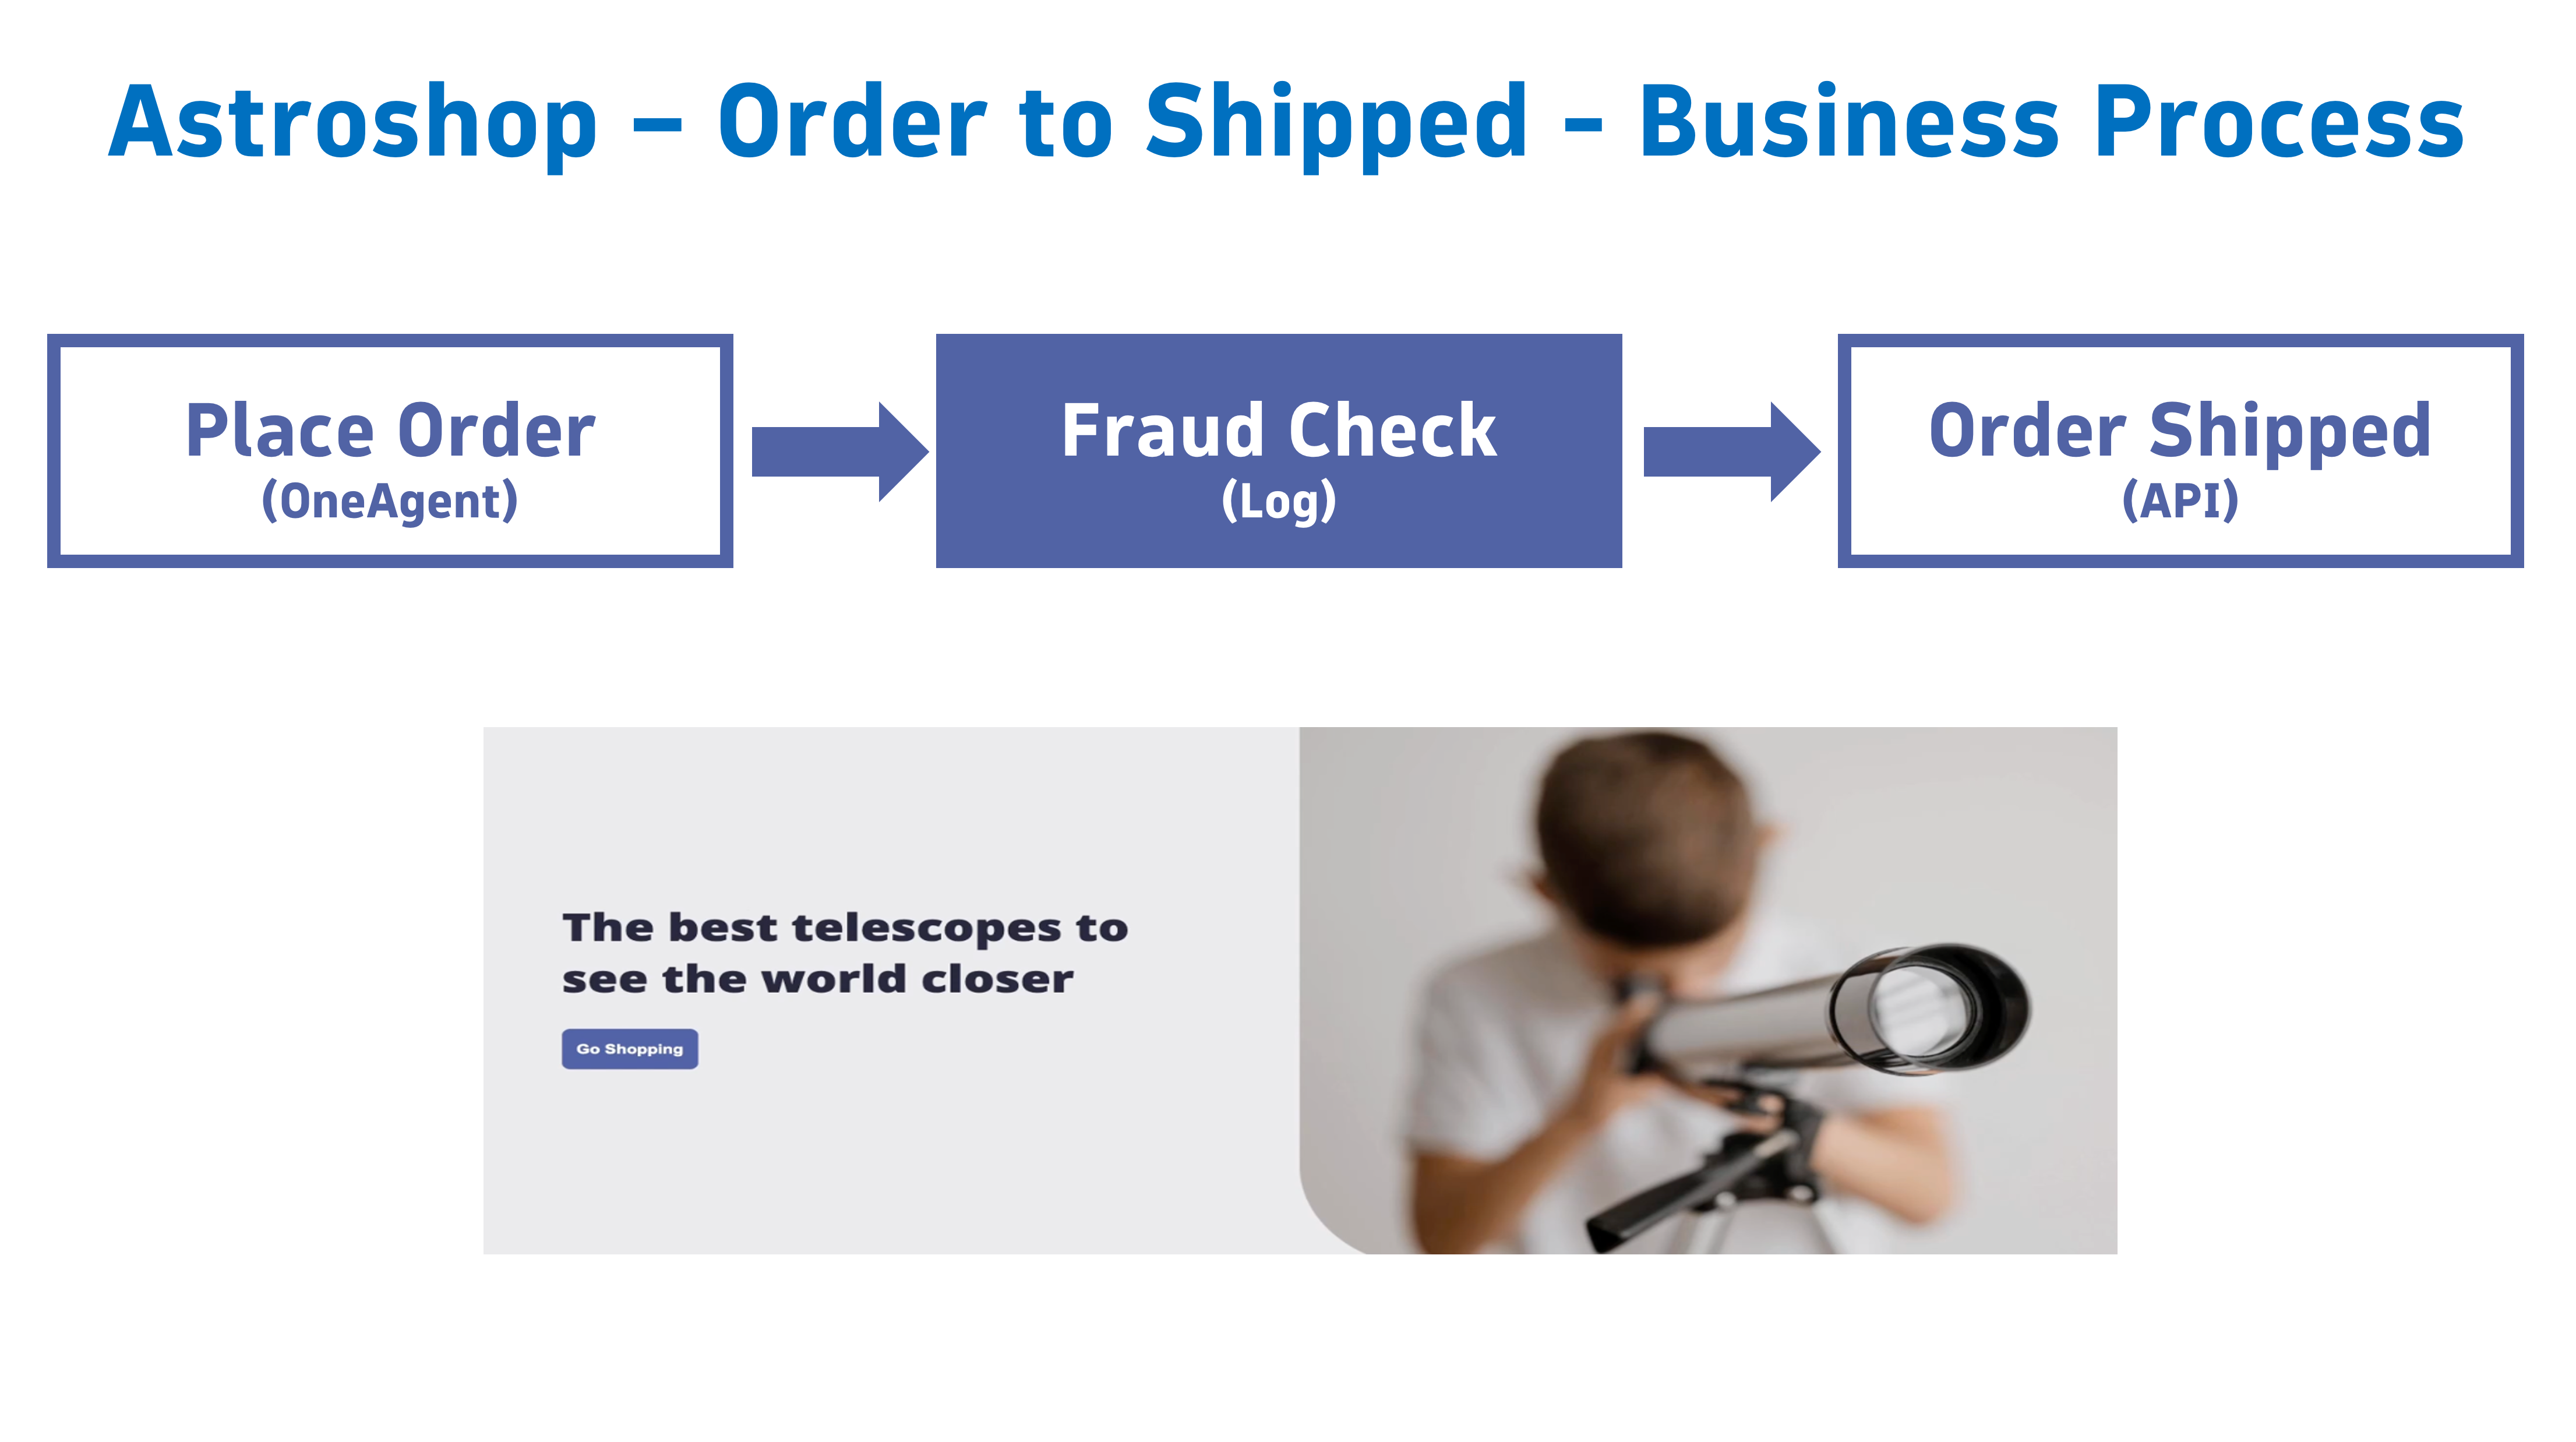 Astroshop – Order to Shipped - Business Process
Place Order
(OneAgent)
Fraud Check
(Log)
Order Shipped
(API)
The best telescopes to
see the world closer
Go Shopping